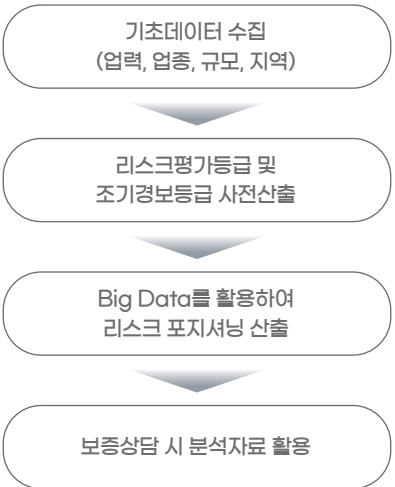 기초데이터 수집
(업력, 업종, 규모, 지역)
리스크평가등급 및
조기경보등급 사전산출
Big Data를 활용하여
리스크 포지셔닝 산출
보증상담 시 분석자료 활용